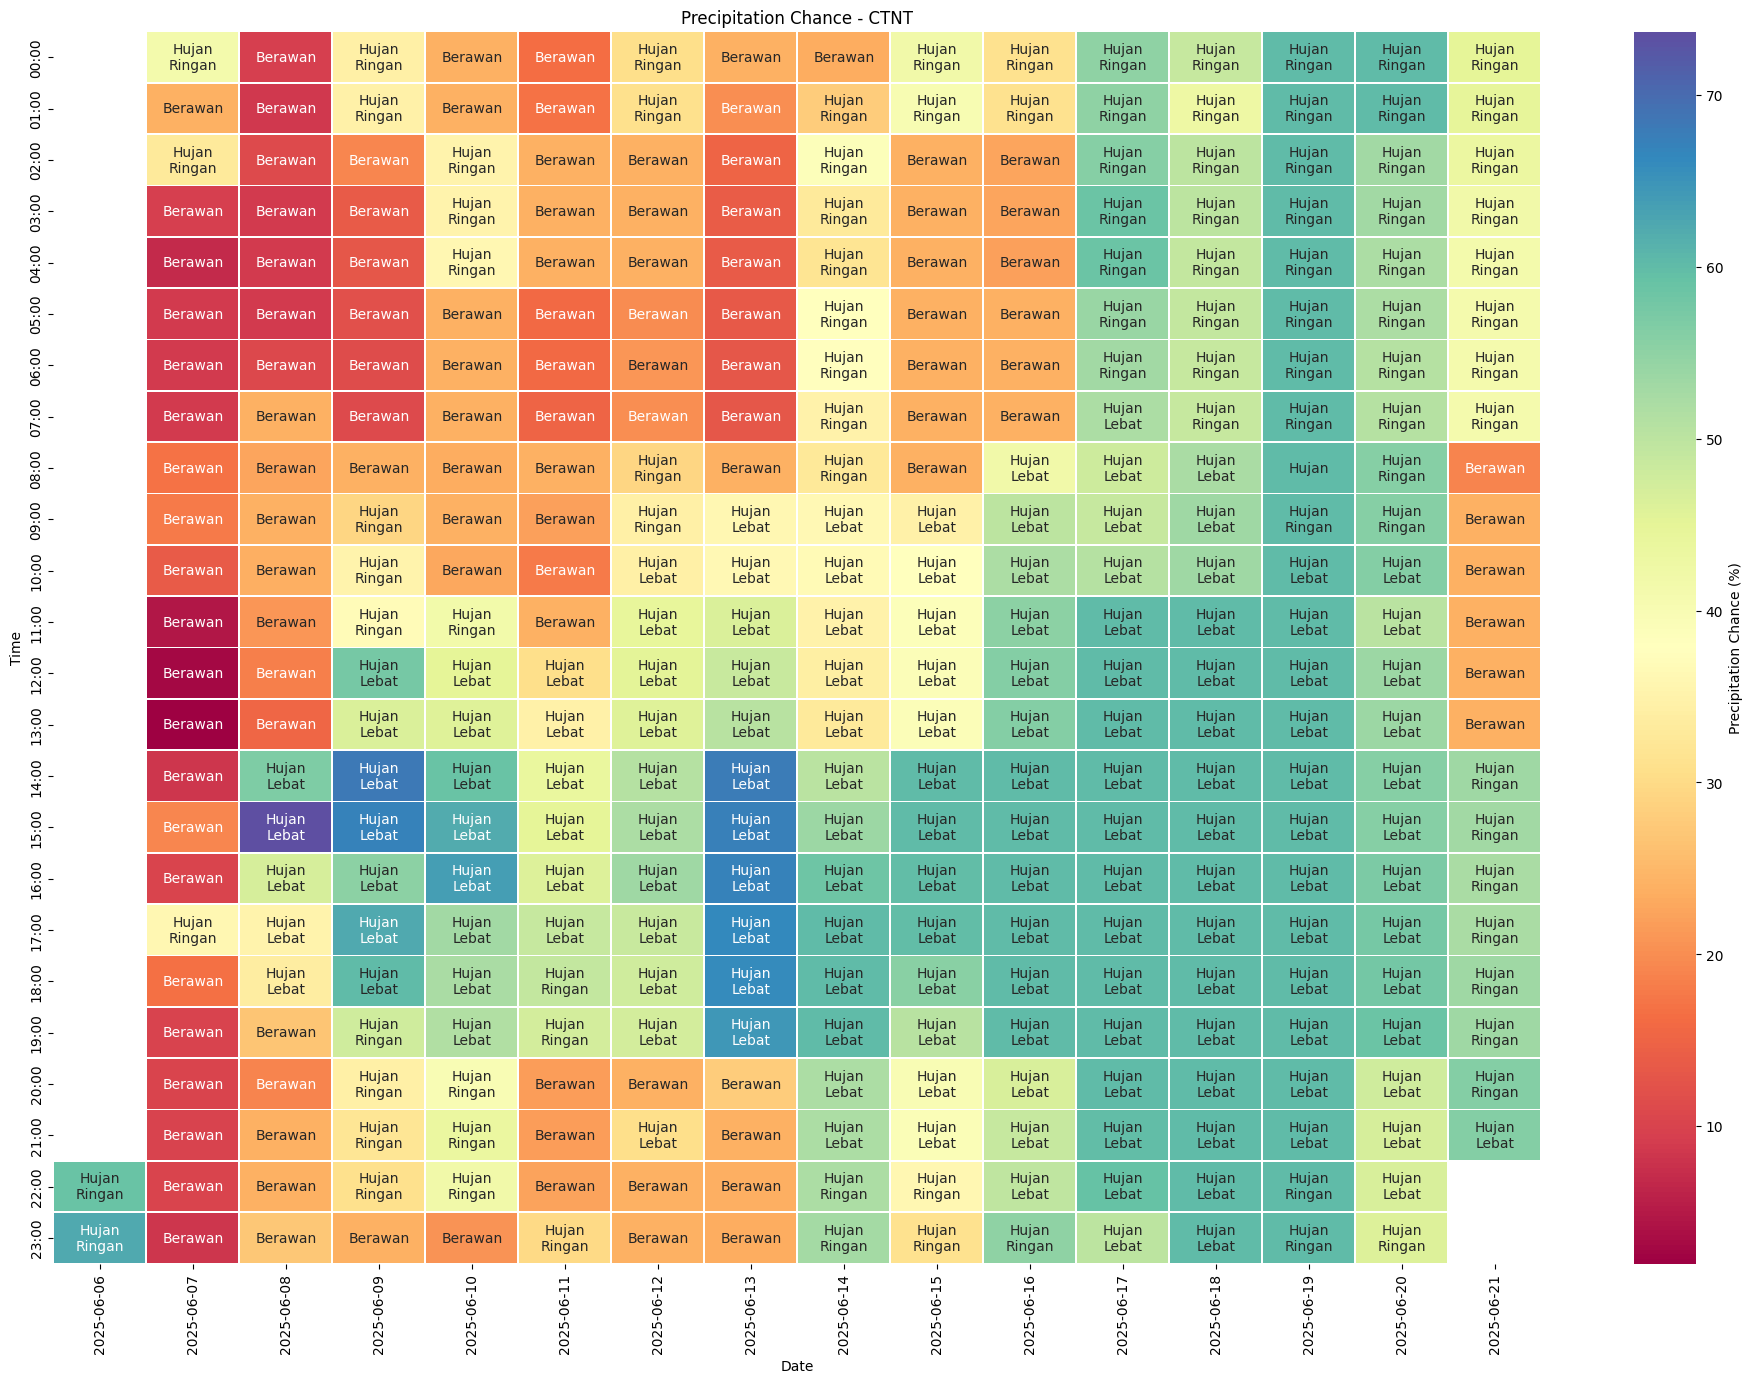 Precipitation Chance - CTNT
00:00 Hujan Ringan Berawan Hujan Ringan Berawan Berawan Hujan Ringan Berawan Berawan Hujan Ringan Hujan Ringan Hujan Ringan Hujan Ringan Hujan Ringan Hujan Ringan Hujan Ringan
01:00 Berawan Berawan Hujan Ringan Berawan Berawan Hujan Ringan Berawan Hujan Ringan Hujan Ringan Hujan Ringan Hujan Ringan Hujan Ringan Hujan Ringan Hujan Ringan Hujan Ringan
02:00 Hujan Ringan Berawan Berawan Hujan Ringan Berawan Berawan Berawan Hujan Ringan Berawan Berawan Hujan Ringan Hujan Ringan Hujan Ringan Hujan Ringan Hujan Ringan
03:00 Berawan Berawan Berawan Hujan Ringan Berawan Berawan Berawan Hujan Ringan Berawan Berawan Hujan Ringan Hujan Ringan Hujan Ringan Hujan Ringan Hujan Ringan
04:00 Berawan Berawan Berawan Hujan Ringan Berawan Berawan Berawan Hujan Ringan Berawan Berawan Hujan Ringan Hujan Ringan Hujan Ringan Hujan Ringan Hujan Ringan
05:00 Berawan Berawan Berawan Berawan Berawan Berawan Berawan Hujan Ringan Berawan Berawan Hujan Ringan Hujan Ringan Hujan Ringan Hujan Ringan Hujan Ringan
06:00 Berawan Berawan Berawan Berawan Berawan Berawan Berawan Hujan Ringan Berawan Berawan Hujan Ringan Hujan Ringan Hujan Ringan Hujan Ringan Hujan Ringan
07:00 Berawan Berawan Berawan Berawan Berawan Berawan Berawan Hujan Ringan Berawan Berawan Hujan Lebat Hujan Ringan Hujan Ringan Hujan Ringan Hujan Ringan
08:00 Berawan Berawan Berawan Berawan Berawan Hujan Ringan Berawan Hujan Ringan Berawan Hujan Lebat Hujan Lebat Hujan Lebat Hujan Hujan Ringan Berawan
09:00 Berawan Berawan Hujan Ringan Berawan Berawan Hujan Ringan Hujan Lebat Hujan Lebat Hujan Lebat Hujan Lebat Hujan Lebat Hujan Lebat Hujan Ringan Hujan Ringan Berawan
10:00 Berawan Berawan Hujan Ringan Berawan Berawan Hujan Lebat Hujan Lebat Hujan Lebat Hujan Lebat Hujan Lebat Hujan Lebat Hujan Lebat Hujan Lebat Hujan Lebat Berawan
11:00 Berawan Berawan Hujan Ringan Hujan Ringan Berawan Hujan Lebat Hujan Lebat Hujan Lebat Hujan Lebat Hujan Lebat Hujan Lebat Hujan Lebat Hujan Lebat Hujan Lebat Berawan
12:00 Berawan Berawan Hujan Lebat Hujan Lebat Hujan Lebat Hujan Lebat Hujan Lebat Hujan Lebat Hujan Lebat Hujan Lebat Hujan Lebat Hujan Lebat Hujan Lebat Hujan Lebat Berawan
13:00 Berawan Berawan Hujan Lebat Hujan Lebat Hujan Lebat Hujan Lebat Hujan Lebat Hujan Lebat Hujan Lebat Hujan Lebat Hujan Lebat Hujan Lebat Hujan Lebat Hujan Lebat Berawan
14:00 Berawan Hujan Lebat Hujan Lebat Hujan Lebat Hujan Lebat Hujan Lebat Hujan Lebat Hujan Lebat Hujan Lebat Hujan Lebat Hujan Lebat Hujan Lebat Hujan Lebat Hujan Lebat Hujan Ringan
15:00 Berawan Hujan Lebat Hujan Lebat Hujan Lebat Hujan Lebat Hujan Lebat Hujan Lebat Hujan Lebat Hujan Lebat Hujan Lebat Hujan Lebat Hujan Lebat Hujan Lebat Hujan Lebat Hujan Ringan
16:00 Berawan Hujan Lebat Hujan Lebat Hujan Lebat Hujan Lebat Hujan Lebat Hujan Lebat Hujan Lebat Hujan Lebat Hujan Lebat Hujan Lebat Hujan Lebat Hujan Lebat Hujan Lebat Hujan Ringan
17:00 Hujan Ringan Hujan Lebat Hujan Lebat Hujan Lebat Hujan Lebat Hujan Lebat Hujan Lebat Hujan Lebat Hujan Lebat Hujan Lebat Hujan Lebat Hujan Lebat Hujan Lebat Hujan Lebat Hujan Ringan
18:00 Berawan Hujan Lebat Hujan Lebat Hujan Lebat Hujan Ringan Hujan Lebat Hujan Lebat Hujan Lebat Hujan Lebat Hujan Lebat Hujan Lebat Hujan Lebat Hujan Lebat Hujan Lebat Hujan Ringan
19:00 Berawan Berawan Hujan Ringan Hujan Lebat Hujan Ringan Hujan Lebat Hujan Lebat Hujan Lebat Hujan Lebat Hujan Lebat Hujan Lebat Hujan Lebat Hujan Lebat Hujan Lebat Hujan Ringan
20:00 Berawan Berawan Hujan Ringan Hujan Ringan Berawan Berawan Berawan Hujan Lebat Hujan Lebat Hujan Lebat Hujan Lebat Hujan Lebat Hujan Lebat Hujan Lebat Hujan Ringan
21:00 Berawan Berawan Hujan Ringan Hujan Ringan Berawan Hujan Lebat Berawan Hujan Lebat Hujan Lebat Hujan Lebat Hujan Lebat Hujan Lebat Hujan Lebat Hujan Lebat Hujan Lebat
22:00 Hujan Ringan Berawan Berawan Hujan Ringan Hujan Ringan Berawan Berawan Berawan Hujan Ringan Hujan Ringan Hujan Lebat Hujan Lebat Hujan Lebat Hujan Ringan Hujan Lebat
23:00 Hujan Ringan Berawan Berawan Berawan Berawan Hujan Ringan Berawan Berawan Hujan Ringan Hujan Ringan Hujan Ringan Hujan Lebat Hujan Lebat Hujan Ringan Hujan Ringan
Time
2025-06-06 2025-06-07 2025-06-08 2025-06-09 2025-06-10 2025-06-11 2025-06-12 2025-06-13 2025-06-14 2025-06-15 2025-06-16 2025-06-17 2025-06-18 2025-06-19 2025-06-20 2025-06-21
Date
70
60
50
40
30
20
10
Precipitation Chance (%)